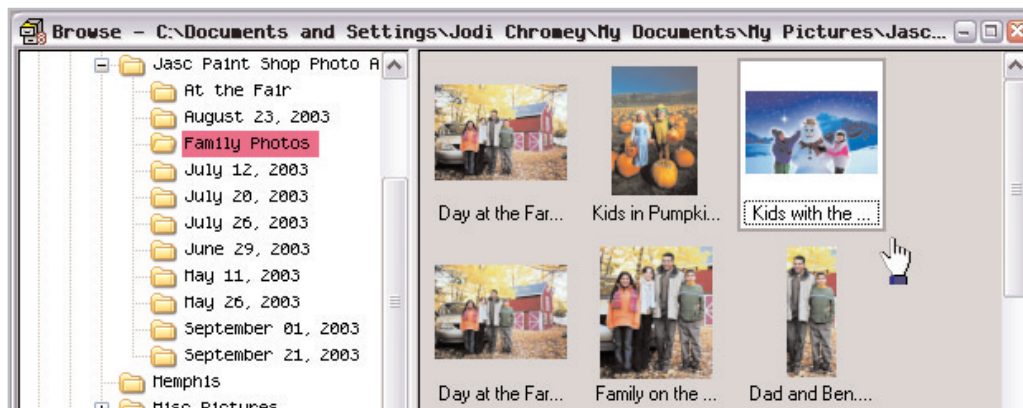 Browse - C:\Documents and Settings\Jodi Chromey\My Documents\My Pictures\Jasc...
Jasc Paint Shop Photo A
At the Fair
August 23, 2003
Family Photos
July 12, 2003
July 20, 2003
July 26, 2003
June 29, 2003
May 11, 2003
May 26, 2003
September 01, 2003
September 21, 2003
Memphis
Misc Pictures
Day at the Far...
Kids in Pumpki...
Kids with the ...
Day at the Far...
Family on the ...
Dad and Ben....